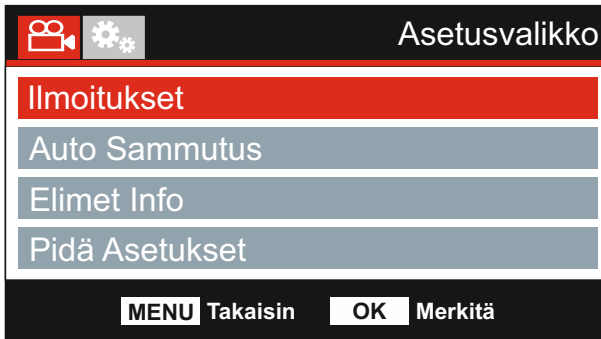 Asetusvalikko
Ilmoitukset
Auto Sammutus
Elimet Info
Pidä Asetukset
MENU Takaisin OK Merkitä